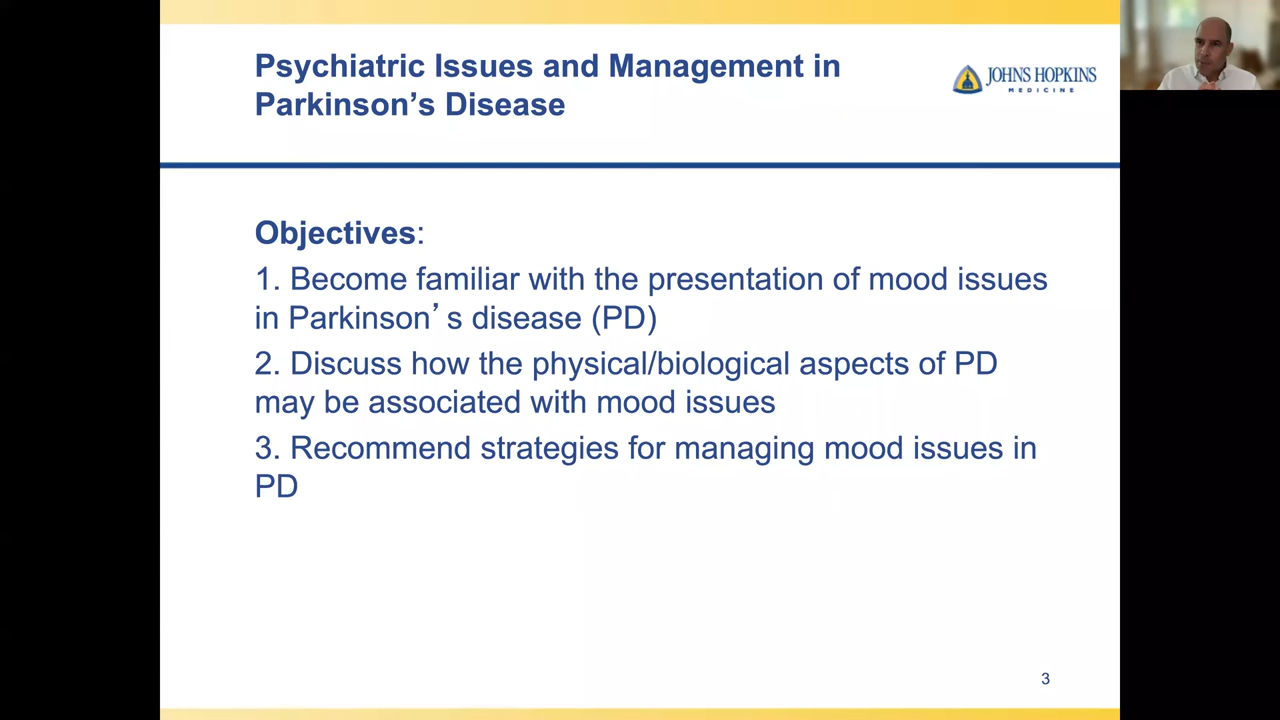 Psychiatric Issues and Management in
Parkinson’s Disease
JOHNS HOPKINS
MEDICINE
Objectives:
1. Become familiar with the presentation of mood issues
in Parkinson’s disease (PD)
2. Discuss how the physical/biological aspects of PD
may be associated with mood issues
3. Recommend strategies for managing mood issues in
PD
3